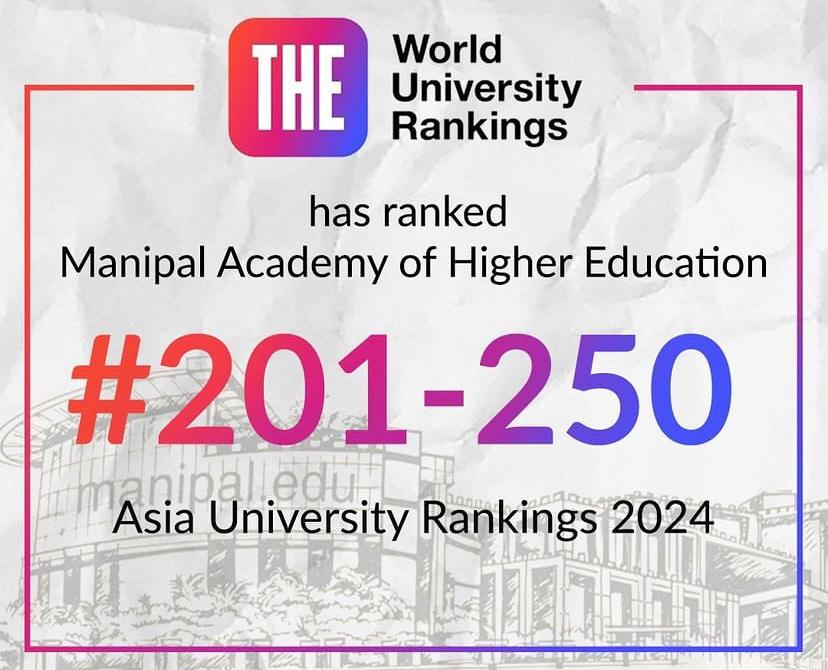 THE
World
University
Rankings
has ranked
Manipal Academy of Higher Education
#201-250
manipal.edu
Asia University Rankings 2024